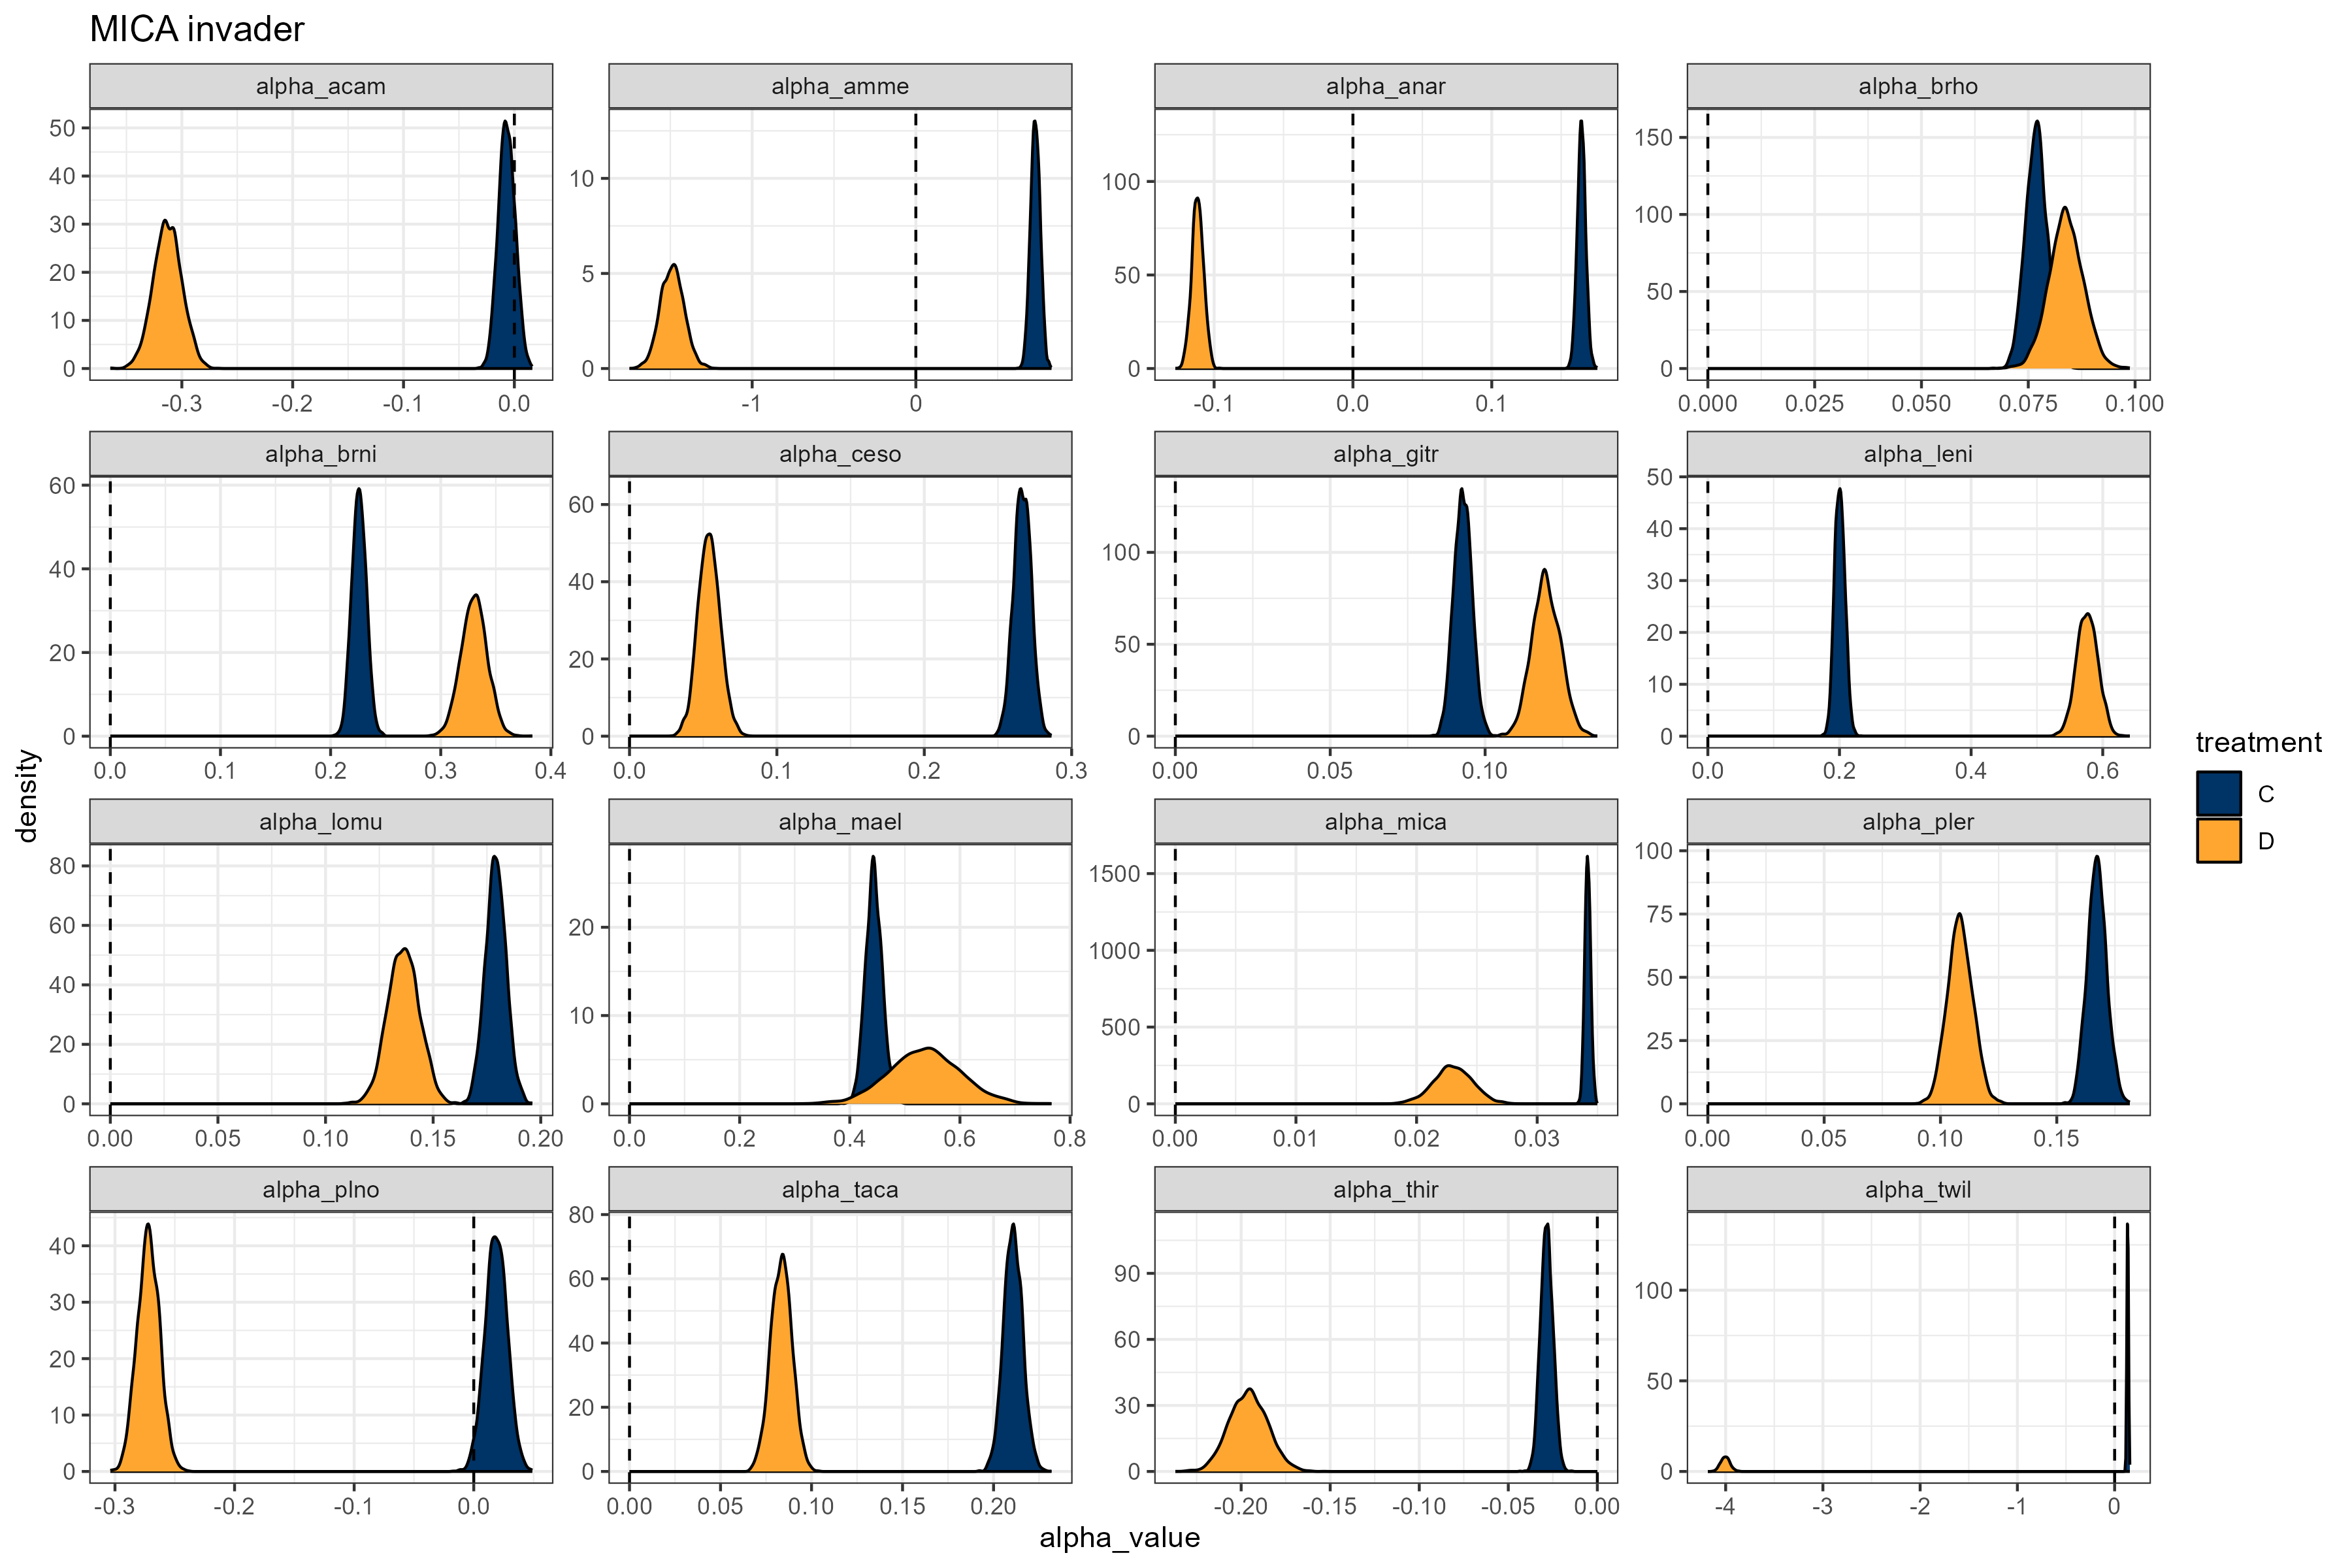 MICA invader
alpha_acam alpha_amme alpha_anar alpha_brho
50 40 30 20 10 0
10 5 0
100 50 0
150 100 50 0
-0.3 -0.2 -0.1 0.0
-1 0
-0.1 0.0 0.1
0.000 0.025 0.050 0.075 0.100
alpha_brni alpha_ceso alpha_gitr alpha_leni
60 40 20 0
60 40 20 0
100 50 0
50 40 30 20 10 0
0.0 0.1 0.2 0.3 0.4
0.0 0.1 0.2 0.3
0.00 0.05 0.10
0.0 0.2 0.4 0.6
alpha_lomu alpha_mael alpha_mica alpha_pler
80 60 40 20 0
20 10 0
1500 1000 500 0
100 75 50 25 0
0.00 0.05 0.10 0.15 0.20
0.0 0.2 0.4 0.6 0.8
0.00 0.01 0.02 0.03
0.00 0.05 0.10 0.15
alpha_plno alpha_taca alpha_thir alpha_twil
40 30 20 10 0
80 60 40 20 0
90 60 30 0
100 50 0
-0.3 -0.2 -0.1 0.0
0.00 0.05 0.10 0.15 0.20
-0.20 -0.15 -0.10 -0.05 0.00
-4 -3 -2 -1 0
alpha_value
density
treatment
C
D